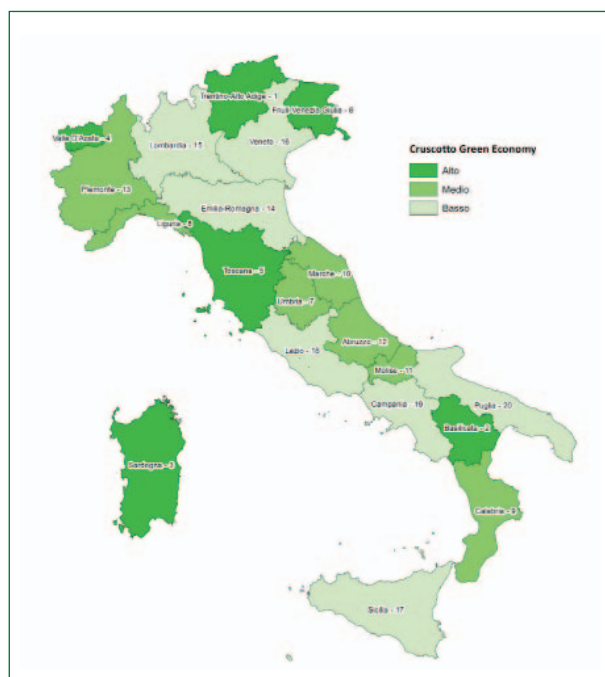 Trentino-Alto Adige - 1
Friuli-Venezia Giulia - 6
Valle D'Aosta - 4
Lombardia - 15
Veneto - 16
Cruscotto Green Economy
Alto
Medio
Basso
Piemonte - 13
Emilia-Romagna - 14
Liguria - 8
Toscana - 5
Marche - 10
Umbria - 7
Abruzzo - 12
Lazio - 18
Molise - 11
Campania - 19
Puglia - 20
Basilicata - 2
Sardegna - 3
Calabria - 9
Sicilia - 17